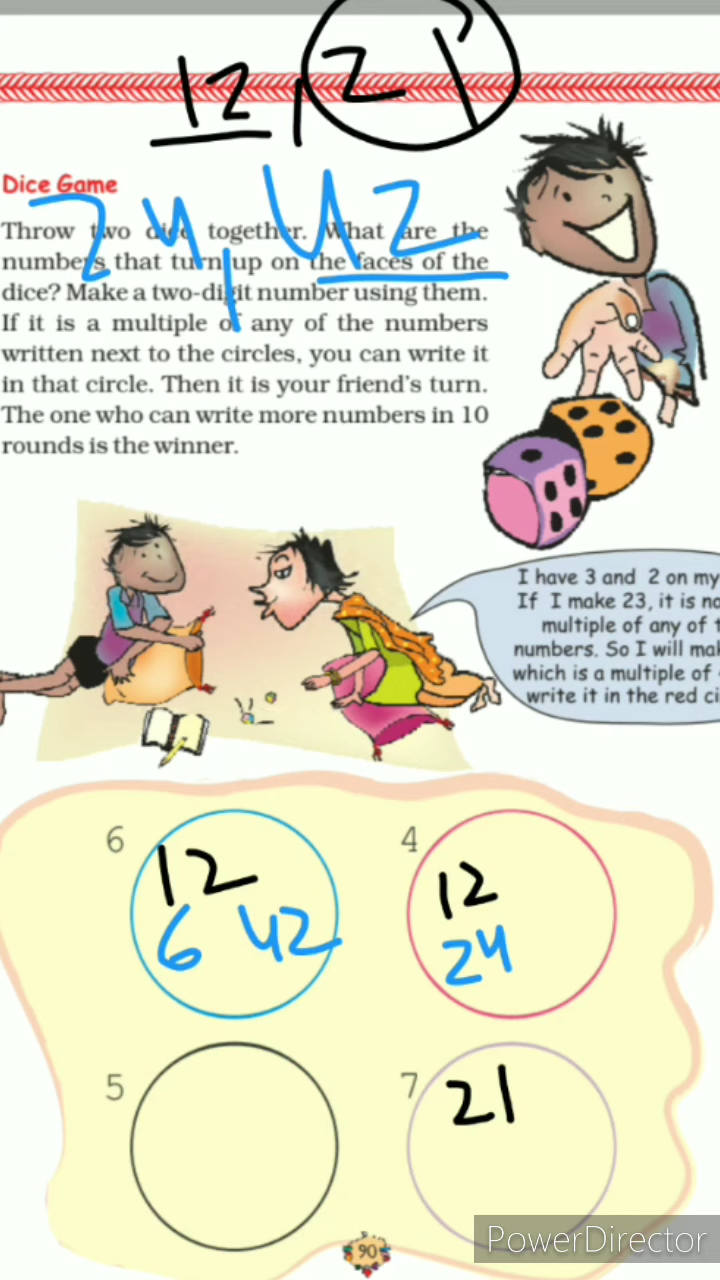 12, 21
Dice Game
24, 42
Throw two dice together. What are the
numbers that turn up on the faces of the
dice? Make a two-digit number using them.
If it is a multiple of any of the numbers
written next to the circles, you can write it
in that circle. Then it is your friend's turn.
The one who can write more numbers in 10
rounds is the winner.
I have 3 and 2 on my
If I make 23, it is no
multiple of any of t
numbers. So I will mak
which is a multiple of
write it in the red ci
6 4
12 12
6 42 24
5 7
21
90
PowerDirector